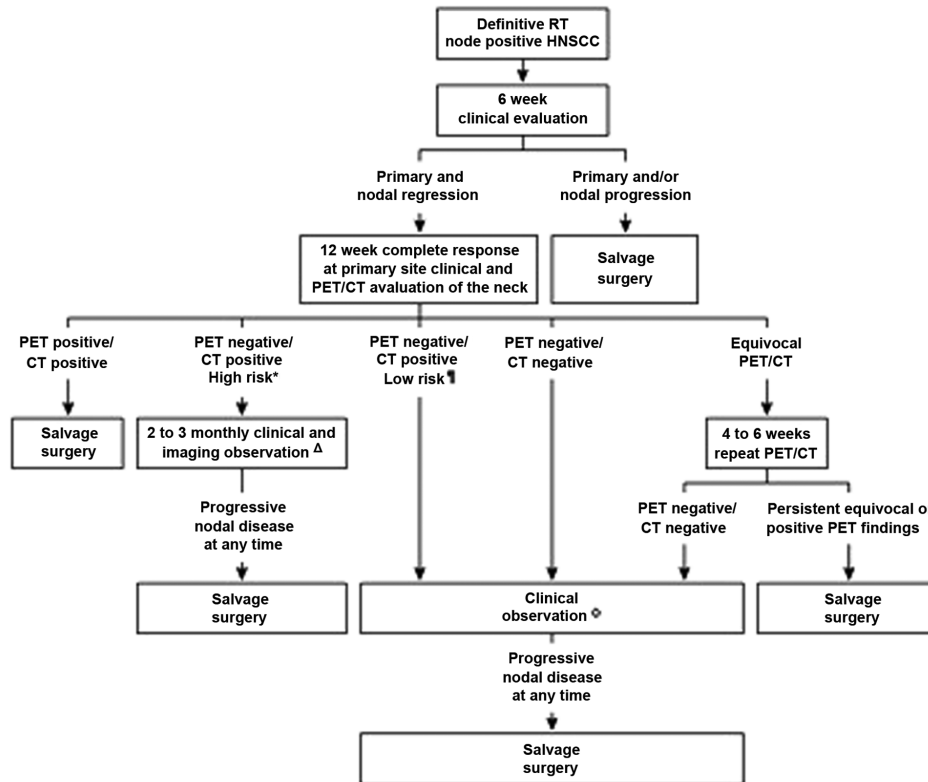 Definitive RT
node positive HNSCC
6 week
clinical evaluation
Primary and
nodal regression
Primary and/or
nodal progression
12 week complete response
at primary site clinical and
PET/CT avaluation of the neck
Salvage
surgery
PET positive/
CT positive
PET negative/
CT positive
High risk*
PET negative/
CT positive
Low risk¶
PET negative/
CT negative
Equivocal
PET/CT
Salvage
surgery
2 to 3 monthly clinical and
imaging observation Δ
4 to 6 weeks
repeat PET/CT
Progressive
nodal disease
at any time
PET negative/
CT negative
Persistent equivocal o
positive PET findings
Salvage
surgery
Clinical
observation ◇
Salvage
surgery
Progressive
nodal disease
at any time
Salvage
surgery